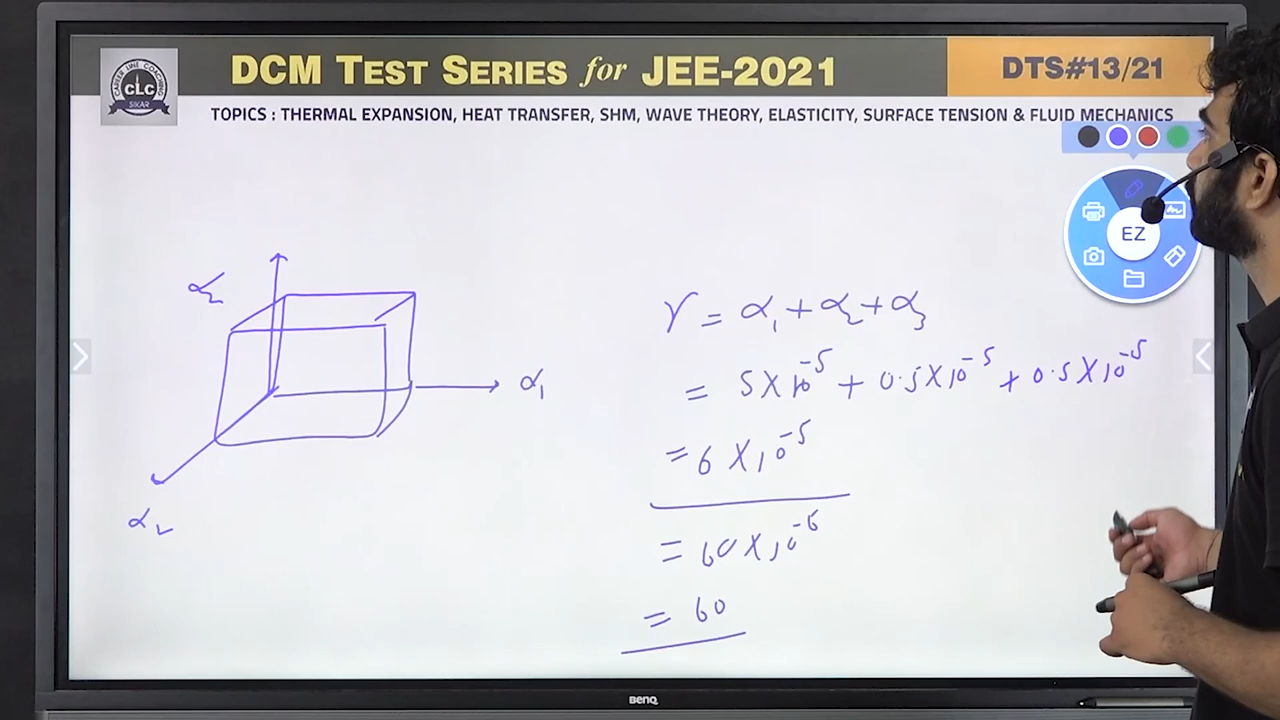 DCM TEST SERIES for JEE-2021
DTS#13/21
CAREER LINE COACHING
CLC
SIKAR
TOPICS : THERMAL EXPANSION, HEAT TRANSFER, SHM, WAVE THEORY, ELASTICITY, SURFACE TENSION & FLUID MECHANICS
EZ
α₂
α₁
α₂
γ = α₁ + α₂ + α₃
= 5 X 10⁻⁵ + 0.5 X 10⁻⁵ + 0.5 X 10⁻⁵
= 6 X 10⁻⁵
= 60 X 10⁻⁶
= 60
BenQ